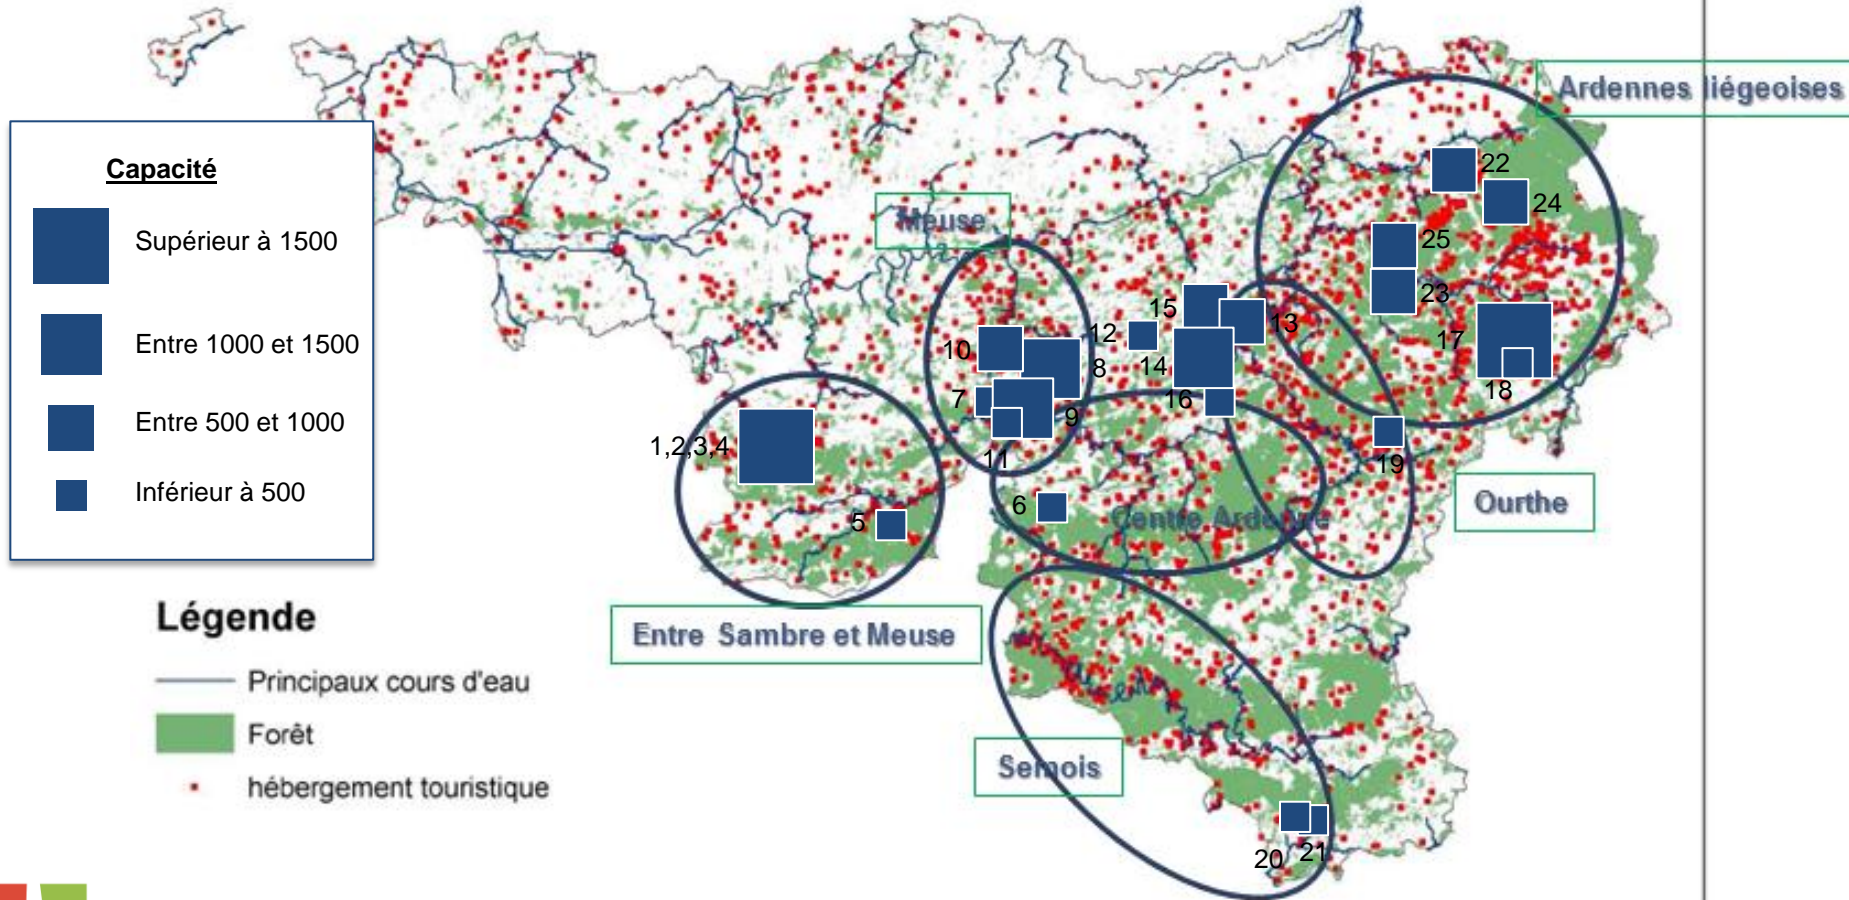 Ardennes liégeoises
Capacité
Supérieur à 1500
Entre 1000 et 1500
Entre 500 et 1000
Inférieur à 500
22
24
Meuse
25
23
15
13
12
10
14
8
17
18
7
16
9
1,2,3,4
11
19
6
5
Centre Ardenne
Ourthe
Légende
Entre Sambre et Meuse
Principaux cours d'eau
Forêt
hébergement touristique
Semois
20
21